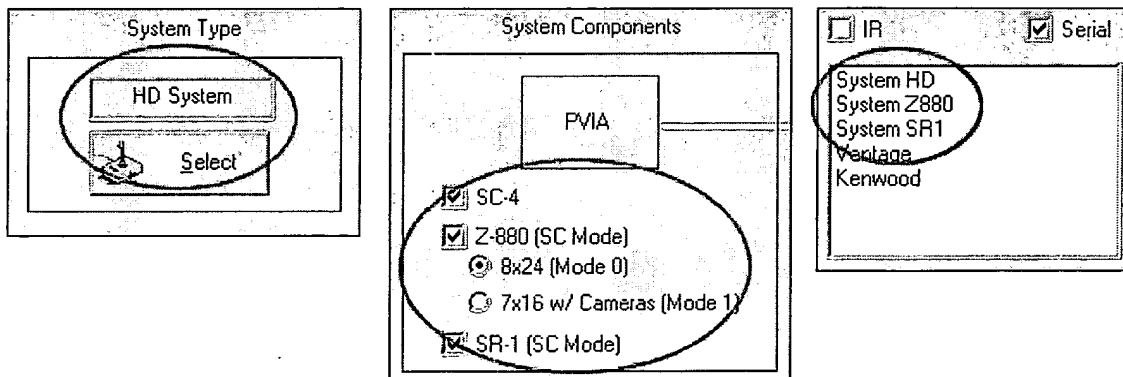 System Type
HD System
Select
System Components
PVIA
SC-4
Z-880 (SC Mode)
8x24 (Mode 0)
7x16 w/ Cameras (Mode 1)
SR-1 (SC Mode)
IR
Serial
System HD
System Z880
System SR1
Vantage
Kenwood